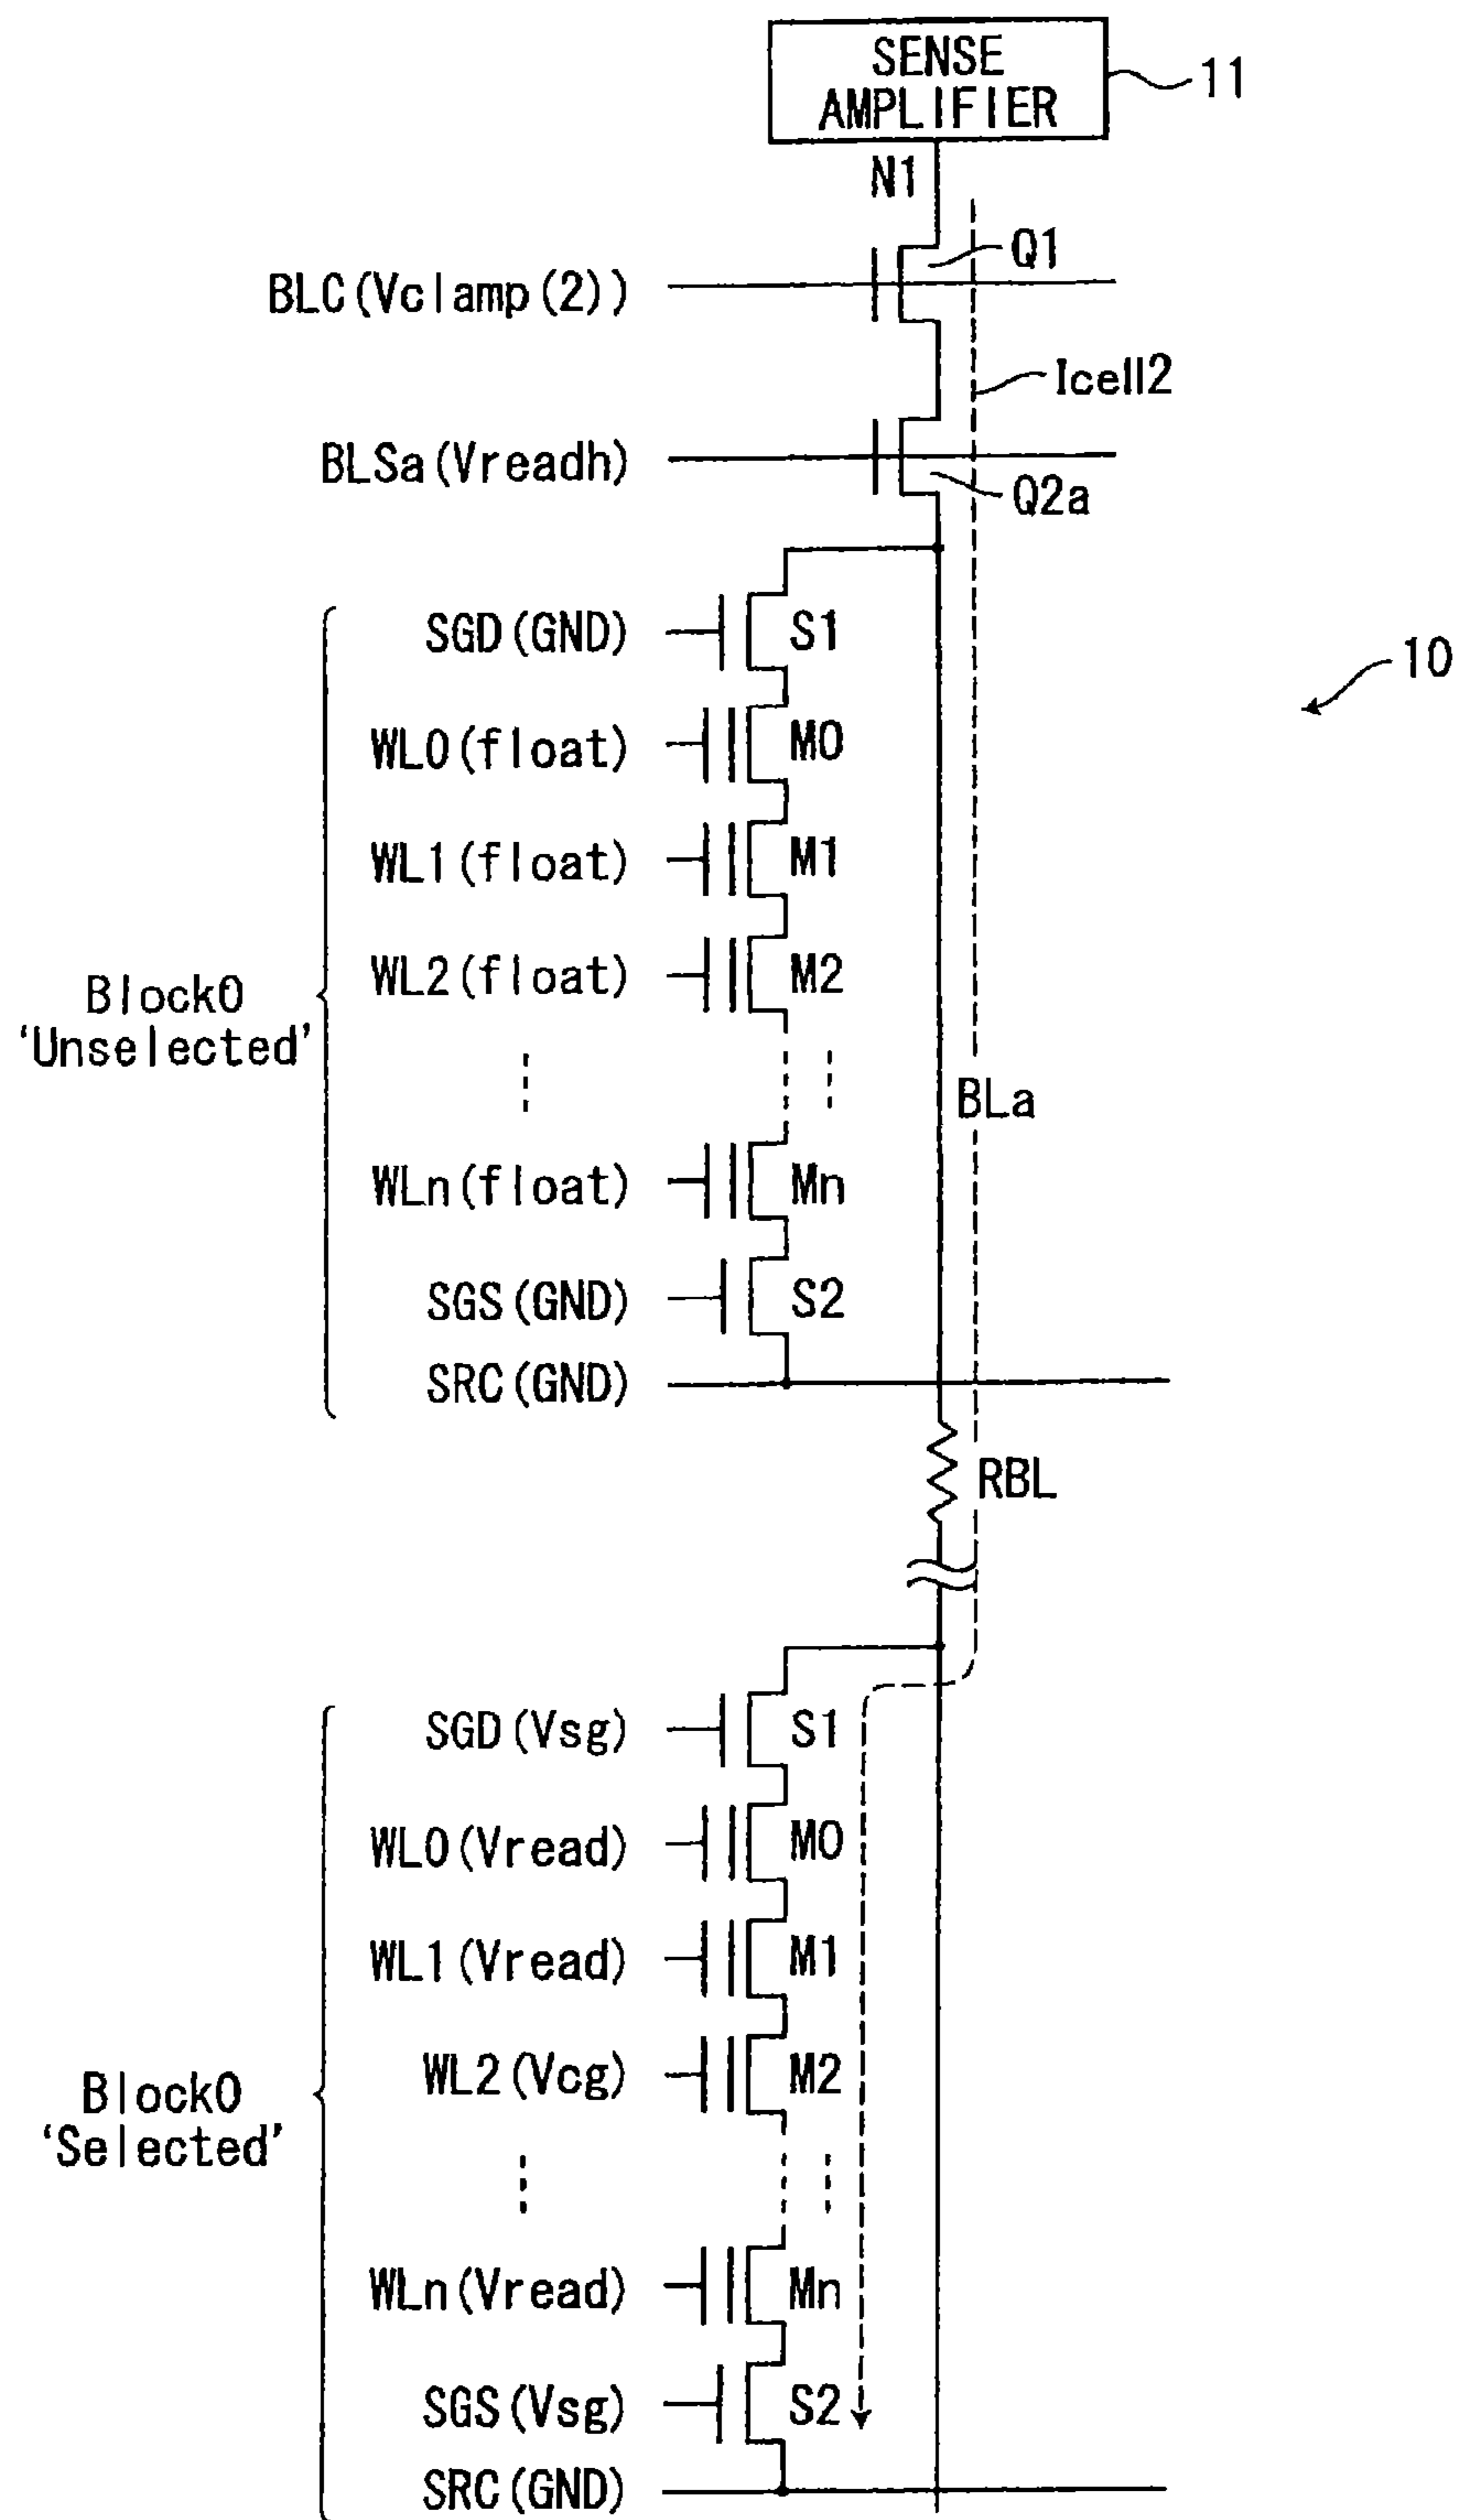 SENSE
AMPLIFIER
11
N1
Q1
BLC(Vclamp(2))
Icell2
BLSa(Vreadh)
Q2a
SGD(GND)
S1
10
WL0(float)
M0
WL1(float)
M1
WL2(float)
M2
Block0
‘Unselected’
BLa
WLn(float)
Mn
SGS(GND)
S2
SRC(GND)
RBL
SGD(Vsg)
S1
WL0(Vread)
M0
WL1(Vread)
M1
WL2(Vcg)
M2
Block0
‘Selected’
WLn(Vread)
Mn
SGS(Vsg)
S2
SRC(GND)